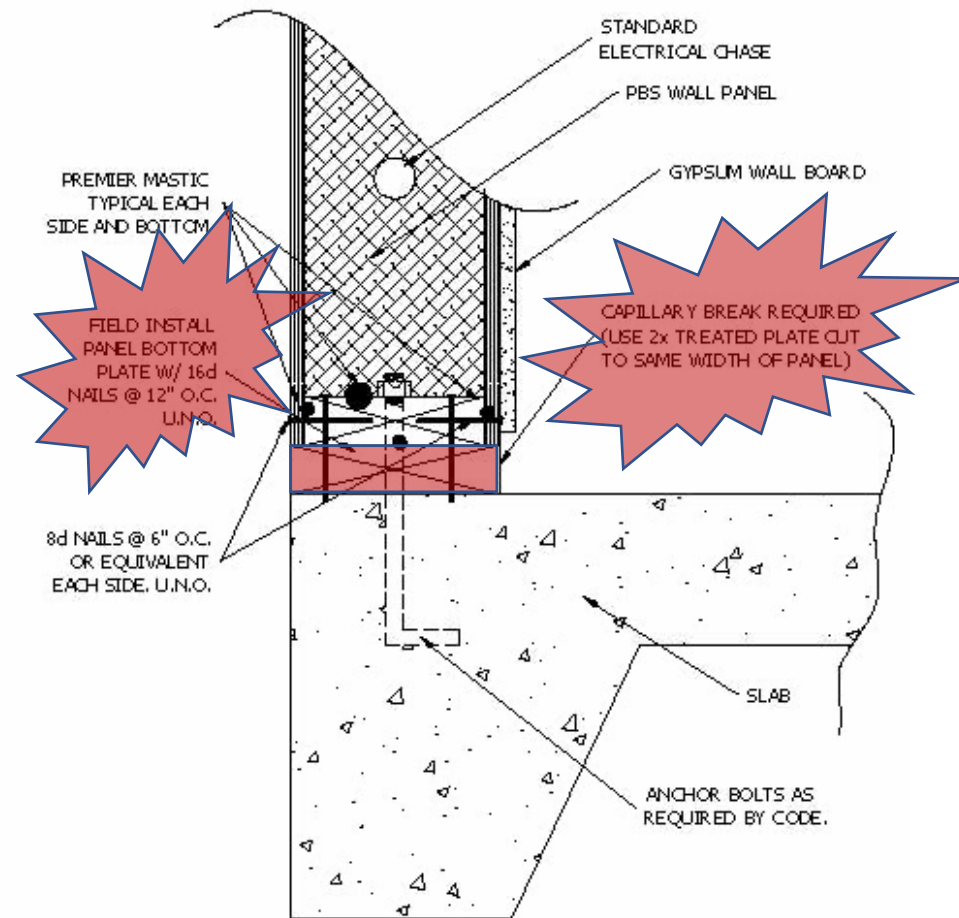 STANDARD
ELECTRICAL CHASE
PBS WALL PANEL
GYPSUM WALL BOARD
PREMIER MASTIC
TYPICAL EACH
SIDE AND BOTTOM
FIELD INSTALL
PANEL BOTTOM
PLATE W/ 16d
NAILS @ 12" O.C.
U.N.O.
CAPILLARY BREAK REQUIRED
(USE 2x TREATED PLATE CUT
TO SAME WIDTH OF PANEL)
8d NAILS @ 6" O.C.
OR EQUIVALENT
EACH SIDE. U.N.O.
SLAB
ANCHOR BOLTS AS
REQUIRED BY CODE.